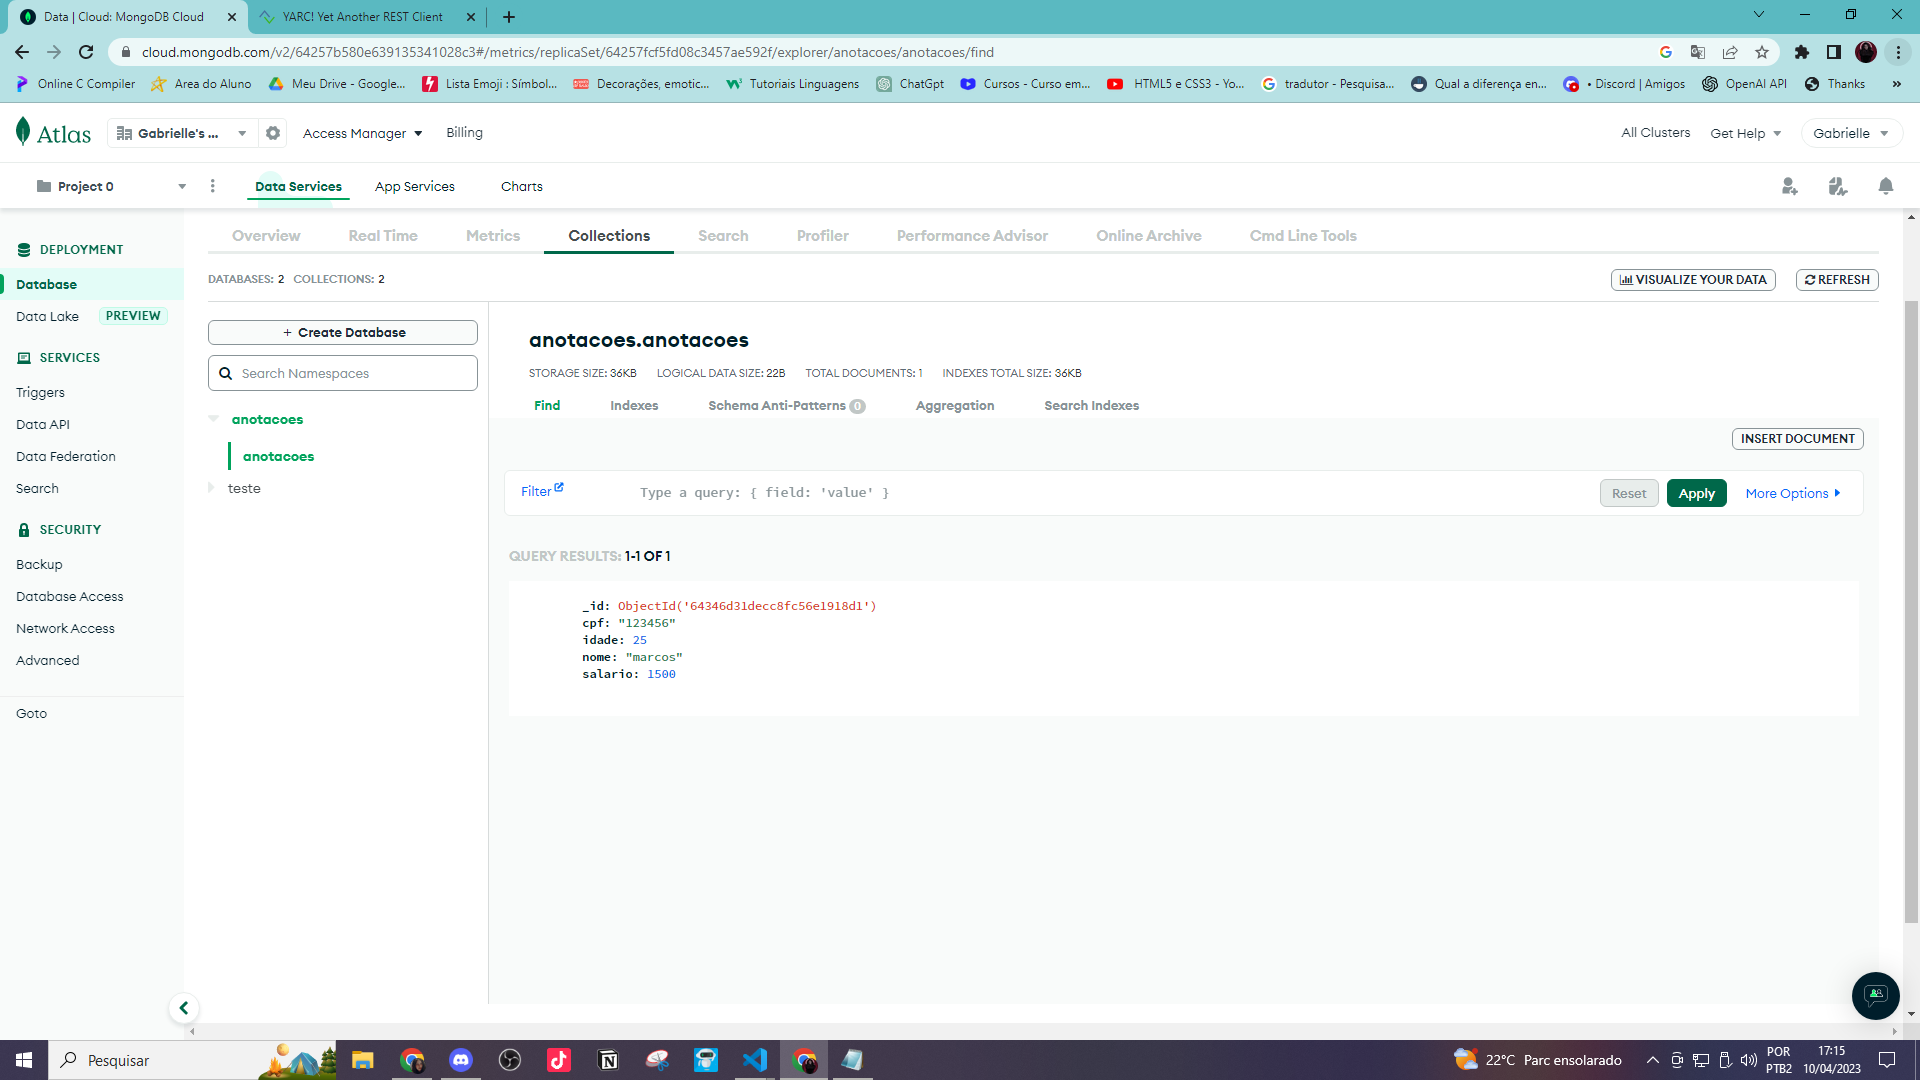 Data | Cloud: MongoDB Cloud
YARC! Yet Another REST Client
cloud.mongodb.com/v2/64257b580e639135341028c3#/metrics/replicaSet/64257fcf5fd08c3457ae592f/explorer/anotacoes/anotacoes/find
Online C Compiler
Area do Aluno
Meu Drive - Google...
Lista Emoji : Símbol...
Decorações, emotic...
Tutoriais Linguagens
ChatGpt
Cursos - Curso em...
HTML5 e CSS3 - Yo...
tradutor - Pesquisa...
Qual a diferença en...
• Discord | Amigos
OpenAI API
Thanks
»
Atlas
Gabrielle's ...
Access Manager
Billing
All Clusters
Get Help
Gabrielle
Project 0
Data Services
App Services
Charts
DEPLOYMENT
Database
Data Lake
PREVIEW
SERVICES
Triggers
Data API
Data Federation
Search
SECURITY
Backup
Database Access
Network Access
Advanced
Goto
Overview
Real Time
Metrics
Collections
Search
Profiler
Performance Advisor
Online Archive
Cmd Line Tools
DATABASES: 2 COLLECTIONS: 2
VISUALIZE YOUR DATA
REFRESH
+ Create Database
Search Namespaces
anotacoes
anotacoes
teste
anotacoes.anotacoes
STORAGE SIZE: 36KB LOGICAL DATA SIZE: 22B TOTAL DOCUMENTS: 1 INDEXES TOTAL SIZE: 36KB
Find
Indexes
Schema Anti-Patterns 0
Aggregation
Search Indexes
INSERT DOCUMENT
Filter
Type a query: { field: 'value' }
Reset
Apply
More Options
QUERY RESULTS: 1-1 OF 1
_id: ObjectId('64346d31decc8fc56e1918d1')
cpf: "123456"
idade: 25
nome: "marcos"
salario: 1500
Pesquisar
22°C Parc ensolarado
POR
PTB2
17:15
10/04/2023